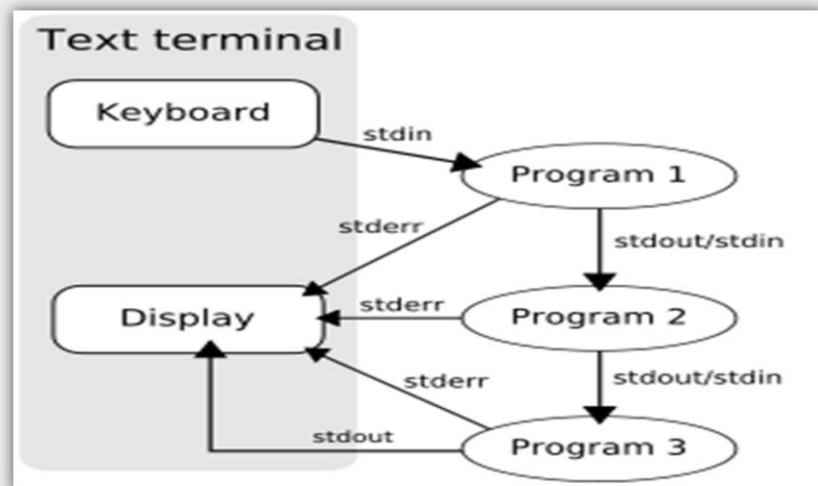 Text terminal
Keyboard
stdin
Program 1
stderr
stdout/stdin
Display
stderr
Program 2
stderr
stdout/stdin
stdout
Program 3